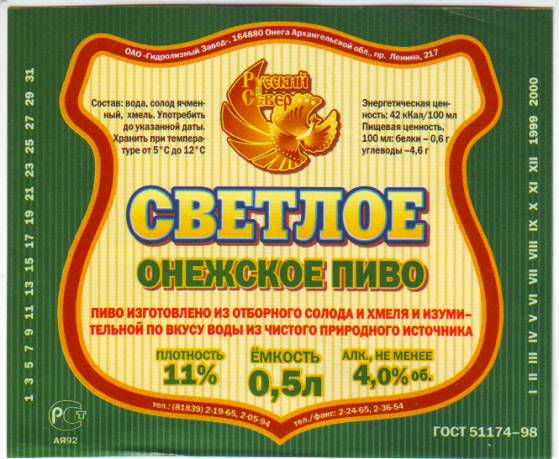 ОАО «Гидролизный Завод», 164880 Онега Архангельской обл., пр. Ленина, 217
Русский
Север
Состав: вода, солод ячмен-
ный, хмель. Употребить
до указанной даты.
Хранить при темпера-
туре от 5°С до 12°С
Энергетическая цен-
ность: 42 кКал/100 мл
Пищевая ценность,
100 мл: белки – 0,6 г
углеводы –4,6 г
СВЕТЛОЕ
ОНЕЖСКОЕ ПИВО
ПИВО ИЗГОТОВЛЕНО ИЗ ОТБОРНОГО СОЛОДА И ХМЕЛЯ И ИЗУМИ-
ТЕЛЬНОЙ ПО ВКУСУ ВОДЫ ИЗ ЧИСТОГО ПРИРОДНОГО ИСТОЧНИКА
ПЛОТНОСТЬ
11%
ЁМКОСТЬ
0,5л
АЛК., НЕ МЕНЕЕ
4,0% об.
тел.: (81839) 2-19-65, 2-05-94
тел./факс: 2-24-65, 2-36-54
1 3 5 7 9 11 13 15 17 19 21 23 25 27 29 31
I II III IV V VI VII VIII IX X XI XII 1999 2000
РСТ
АЯ92
ГОСТ 51174–98